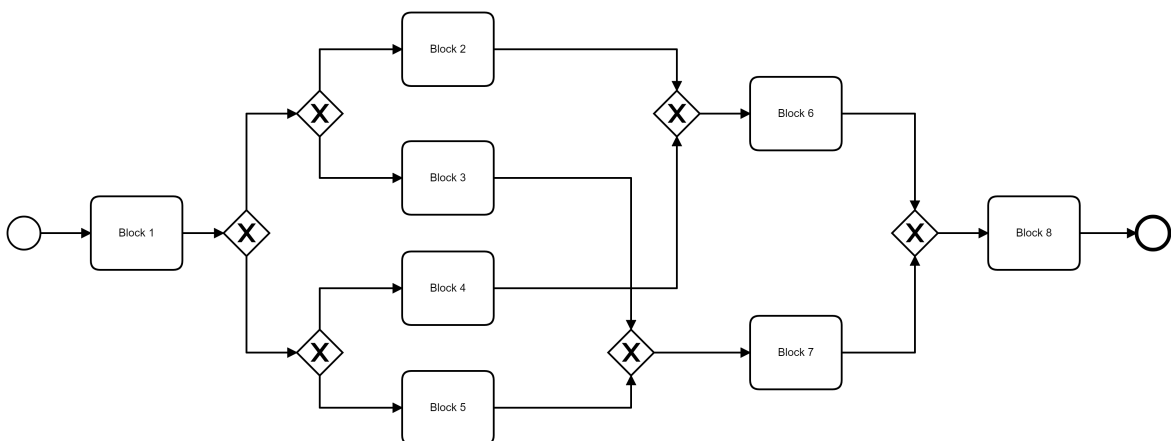 Block 2
X
X
Block 6
Block 3
Block 1
X
X
Block 8
Block 4
X
X
Block 7
Block 5